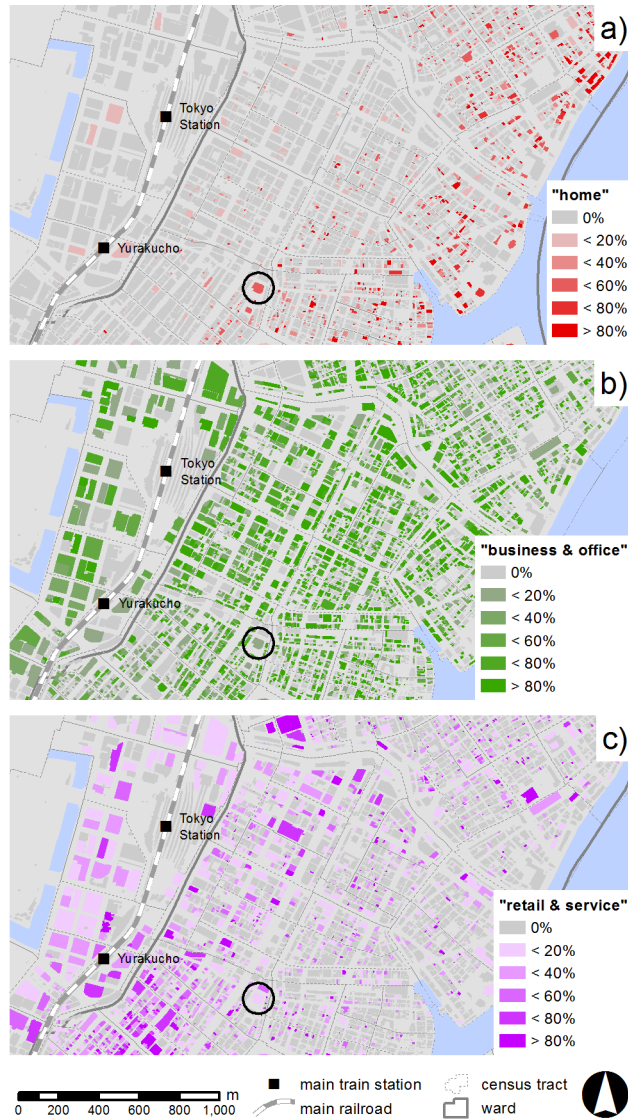 a)
Tokyo
Station
Yurakucho
"home"
0%
< 20%
< 40%
< 60%
< 80%
> 80%
b)
Tokyo
Station
Yurakucho
"business & office"
0%
< 20%
< 40%
< 60%
< 80%
> 80%
c)
Tokyo
Station
Yurakucho
"retail & service"
0%
< 20%
< 40%
< 60%
< 80%
> 80%
m
0 200 400 600 800 1,000
main train station
main railroad
census tract
ward